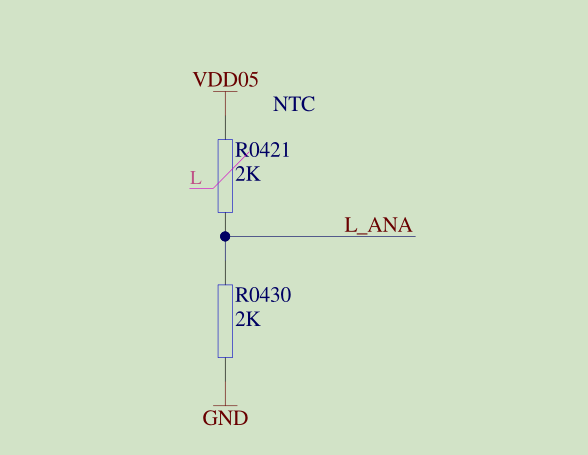 VDD05
NTC
R0421
2K
L
L_ANA
R0430
2K
GND